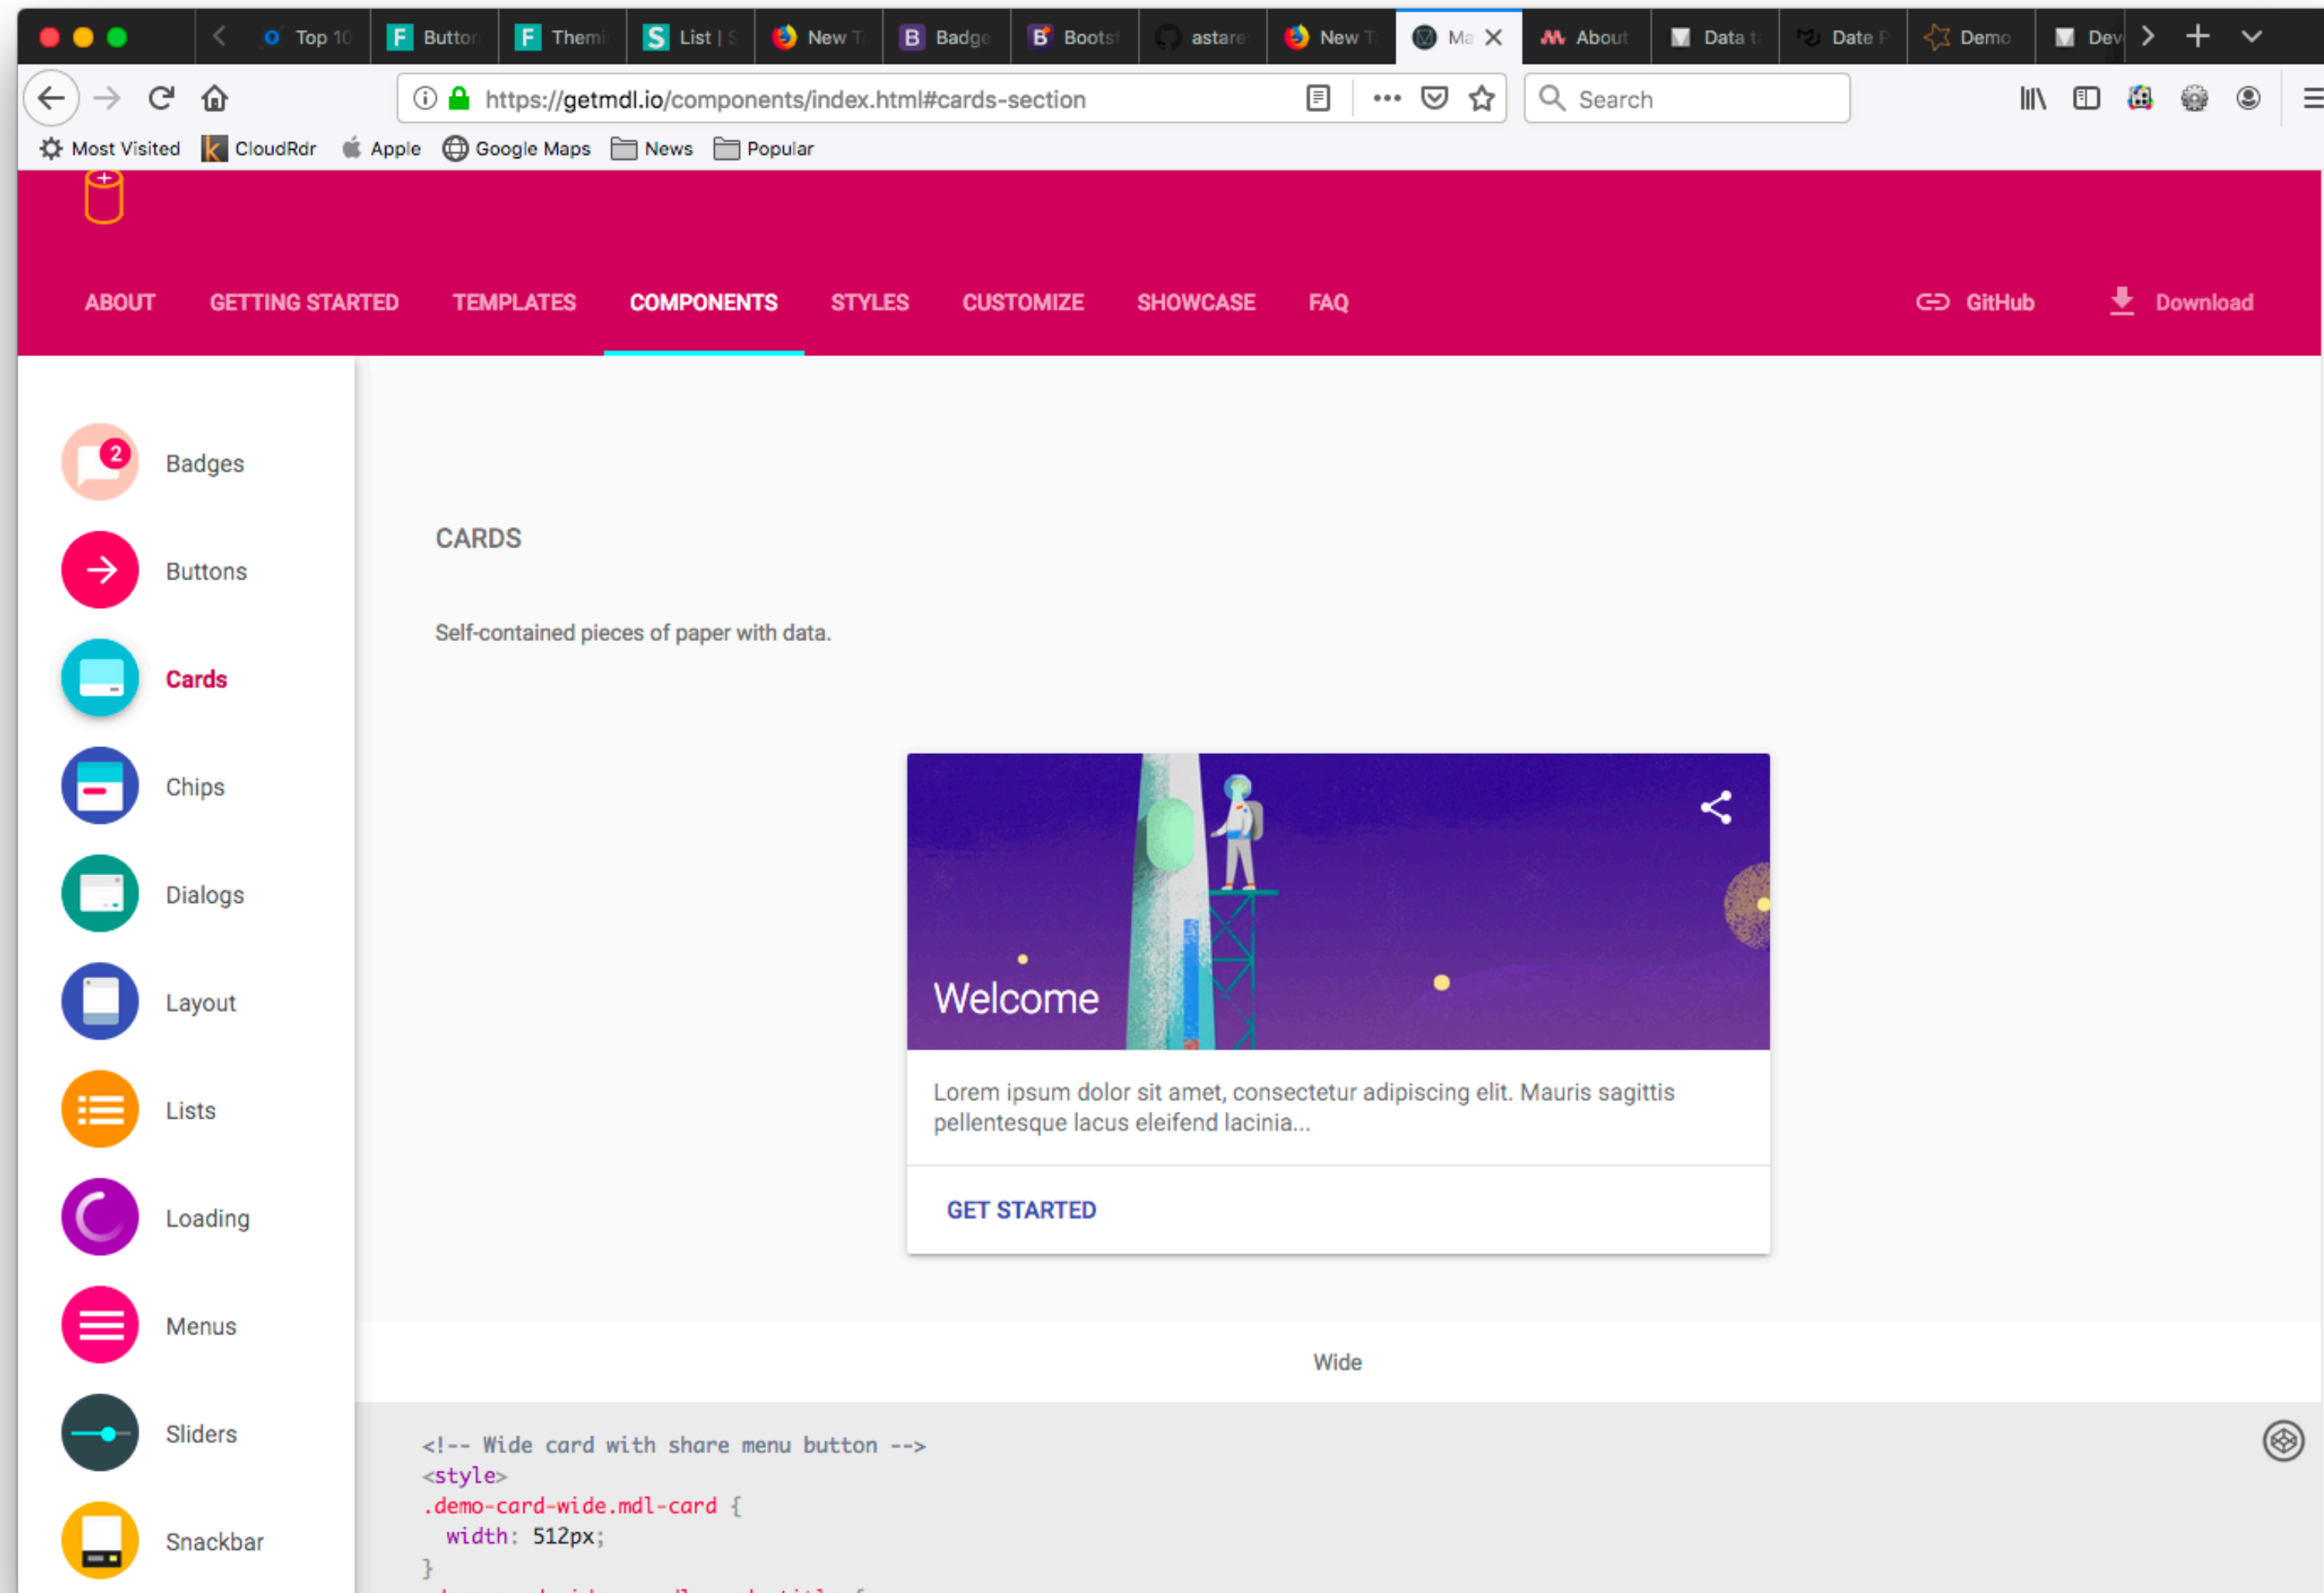 Top 10
Button
Themi
List | S
New T
Badge
Boots
astare
New T
Ma
About
Data t
Date P
Demo
Dev
https://getmdl.io/components/index.html#cards-section
Search
Most Visited
CloudRdr
Apple
Google Maps
News
Popular
ABOUT
GETTING STARTED
TEMPLATES
COMPONENTS
STYLES
CUSTOMIZE
SHOWCASE
FAQ
GitHub
Download
2
Badges
Buttons
Cards
Chips
Dialogs
Layout
Lists
Loading
Menus
Sliders
Snackbar
CARDS
Self-contained pieces of paper with data.
Welcome
Lorem ipsum dolor sit amet, consectetur adipiscing elit. Mauris sagittis
pellentesque lacus eleifend lacinia...
GET STARTED
Wide
<!-- Wide card with share menu button -->
<style>
.demo-card-wide.mdl-card {
width: 512px;
}